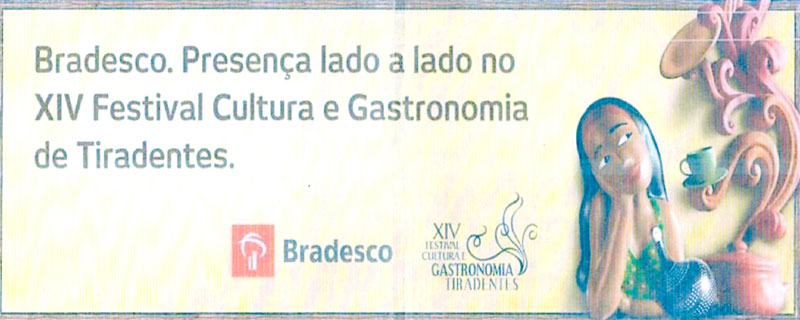 Bradesco. Presença lado a lado no
XIV Festival Cultura e Gastronomia
de Tiradentes.
Bradesco
XIV
FESTIVAL
CULTURA E
GASTRONOMIA
TIRADENTES